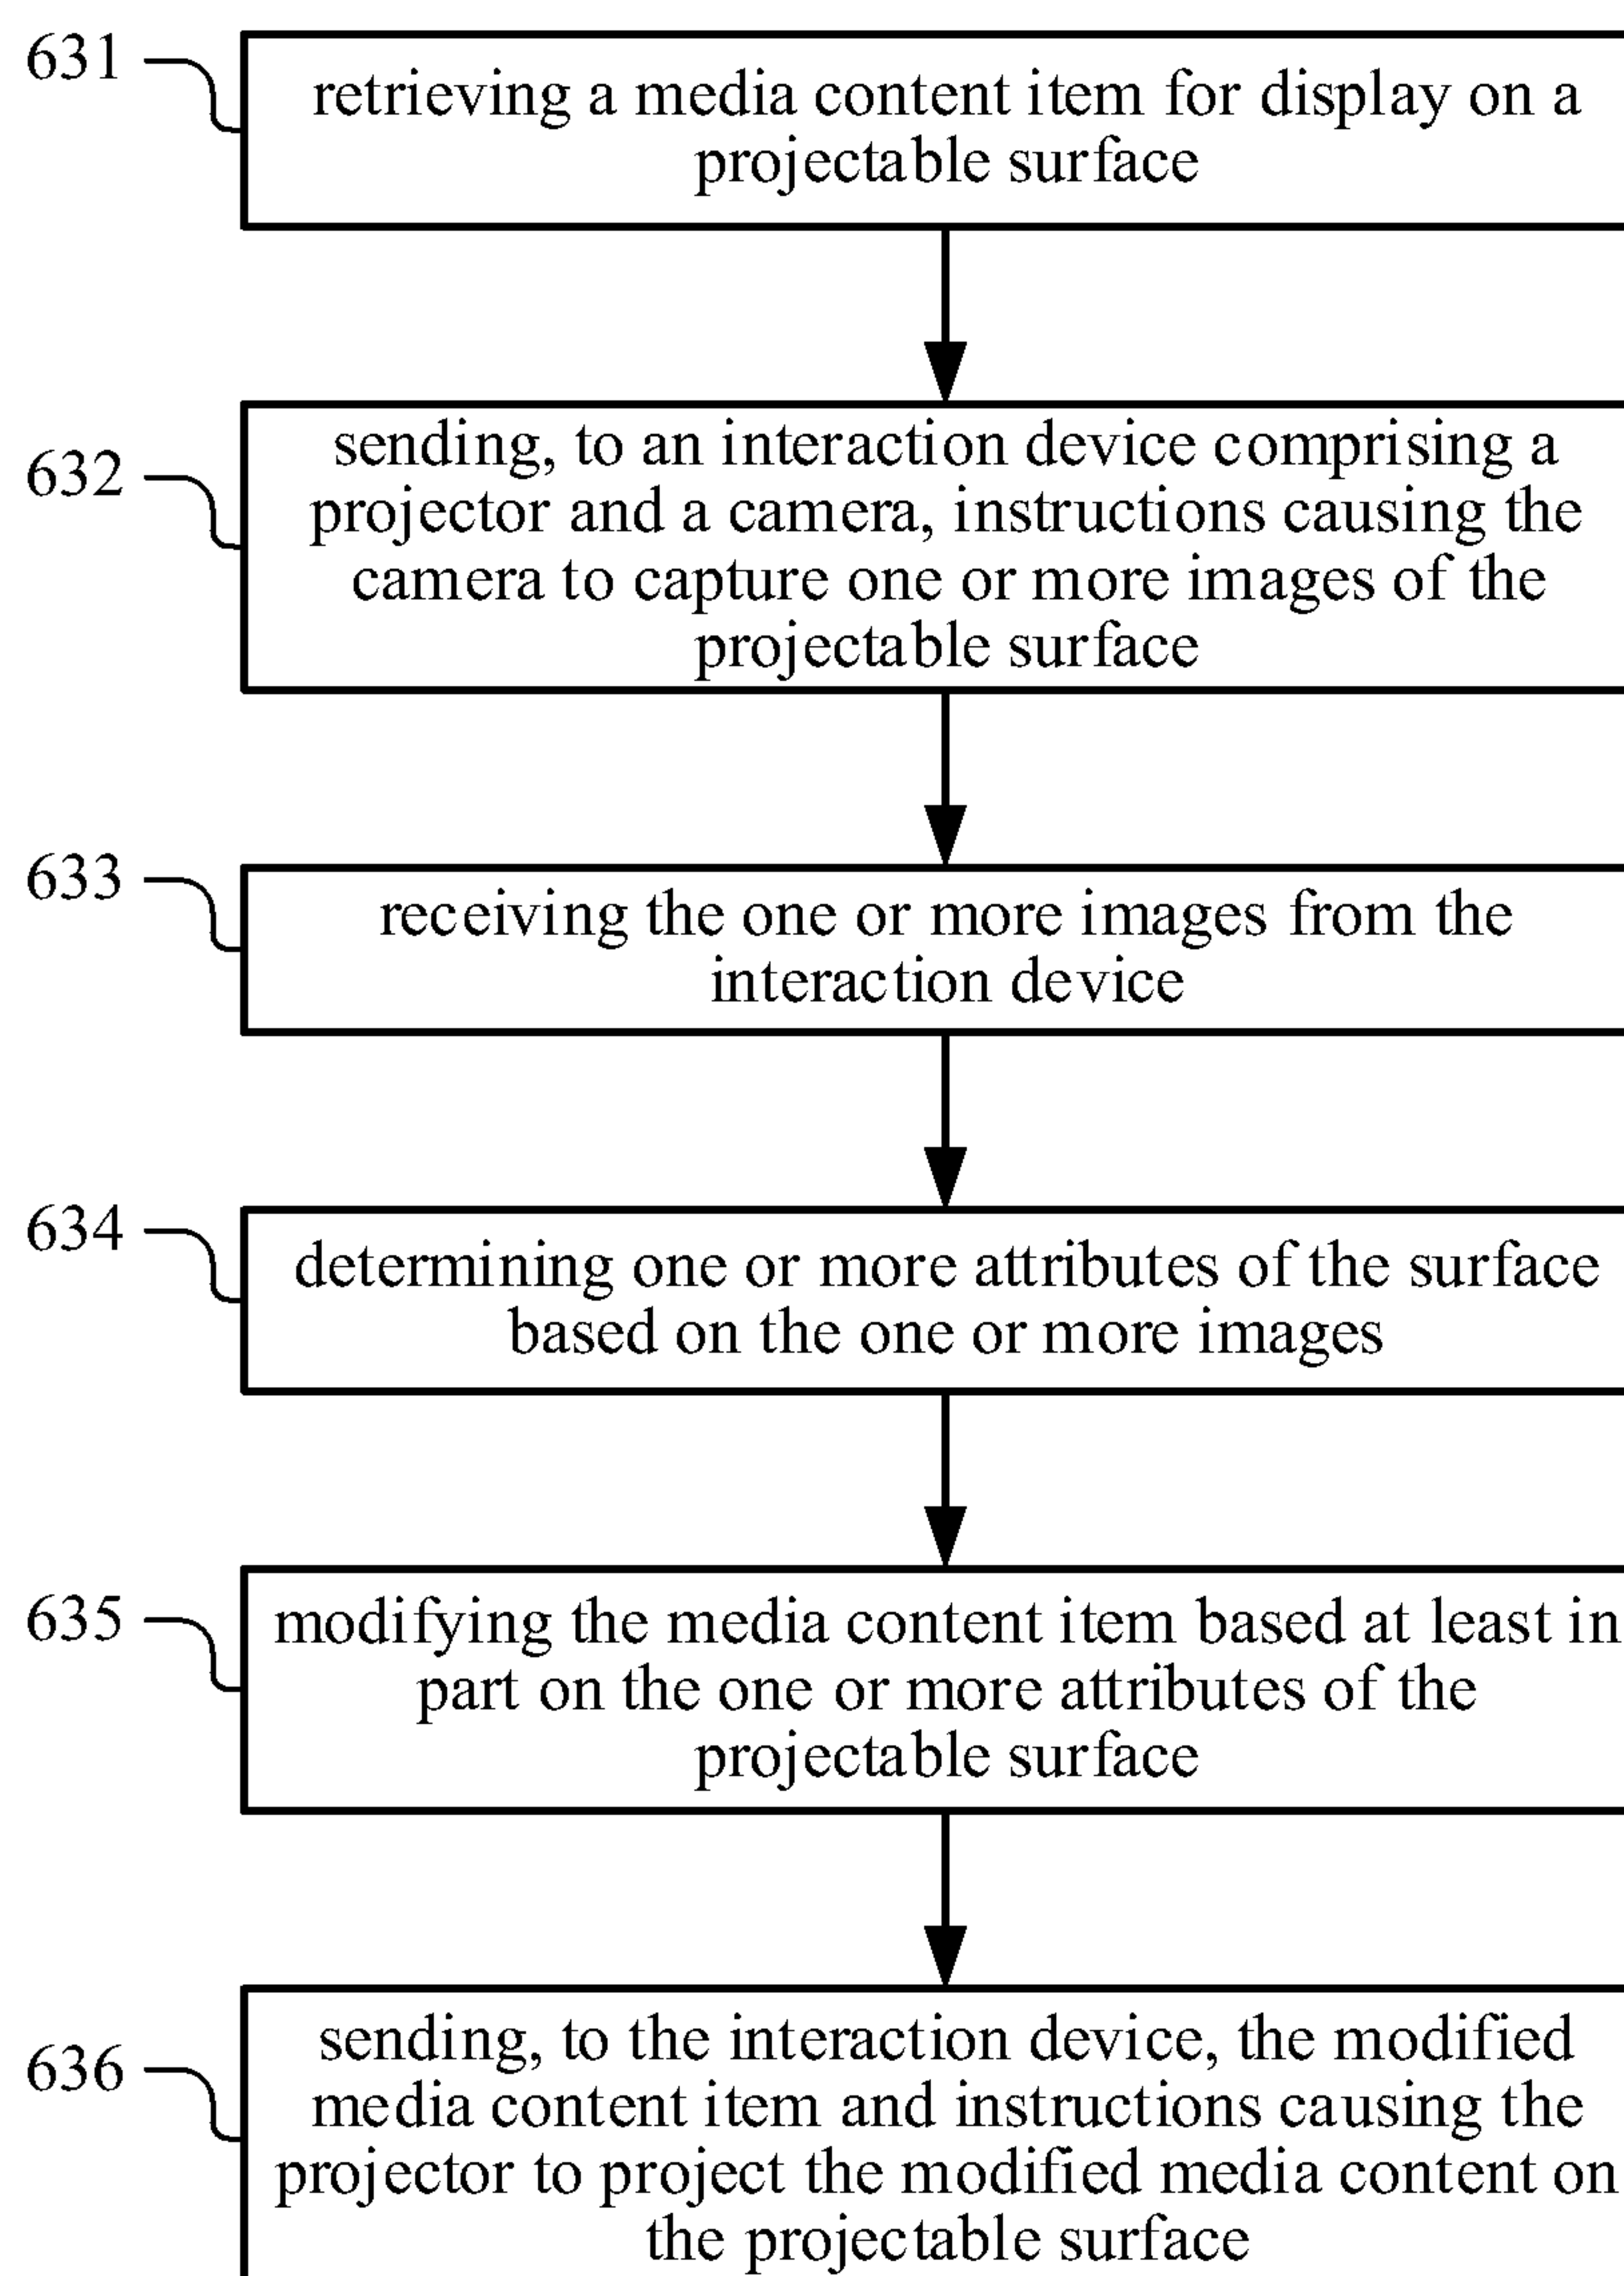 631
retrieving a media content item for display on a
projectable surface
632
sending, to an interaction device comprising a
projector and a camera, instructions causing the
camera to capture one or more images of the
projectable surface
633
receiving the one or more images from the
interaction device
634
determining one or more attributes of the surface
based on the one or more images
635
modifying the media content item based at least in
part on the one or more attributes of the
projectable surface
636
sending, to the interaction device, the modified
media content item and instructions causing the
projector to project the modified media content on
the projectable surface